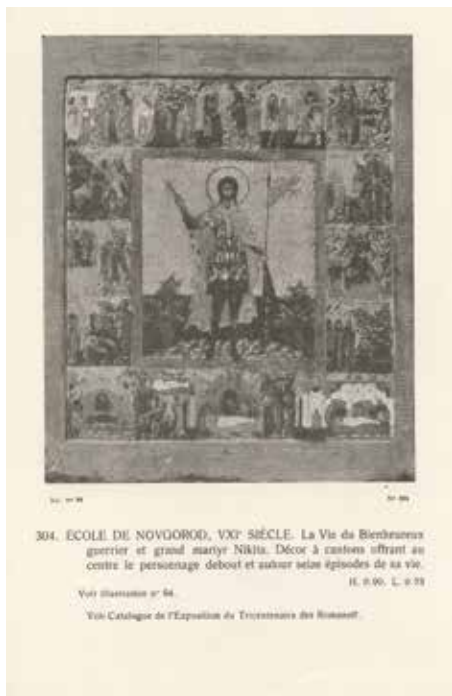 304. ÉCOLE DE NOVGOROD, VXIᵉ SIÈCLE. La Vie du Bienheureux
guerrier et grand martyr Nikita. Décor à cantons offrant au
centre le personnage debout et autour seize épisodes de sa vie.
H. 0.90. L. 0.75
Voir illustration nº 64.
Voir Catalogue de l'Exposition du Tricentenaire des Romanoff.